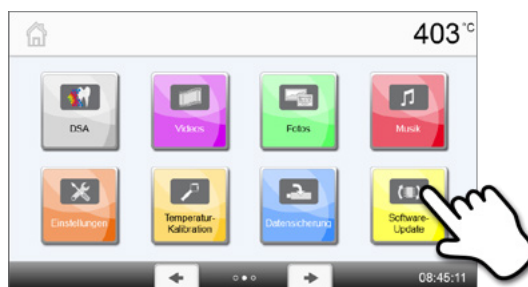 403 °C
DSA
Videos
Fotos
Musik
Einstellungen
Temperatur-
Kalibration
Datensicherung
Software-
Update
08:45:11